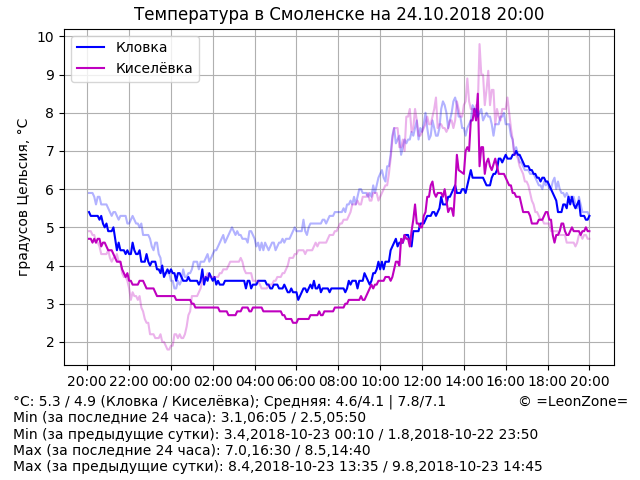 Температура в Смоленске на 24.10.2018 20:00
градусов Цельсия, °C
10
9
8
7
6
5
4
3
2
Кловка
Киселёвка
20:00 22:00 00:00 02:00 04:00 06:00 08:00 10:00 12:00 14:00 16:00 18:00 20:00
°C: 5.3 / 4.9 (Кловка / Киселёвка); Средняя: 4.6/4.1 | 7.8/7.1 © =LeonZone=
Min (за последние 24 часа): 3.1,06:05 / 2.5,05:50
Min (за предыдущие сутки): 3.4,2018-10-23 00:10 / 1.8,2018-10-22 23:50
Max (за последние 24 часа): 7.0,16:30 / 8.5,14:40
Max (за предыдущие сутки): 8.4,2018-10-23 13:35 / 9.8,2018-10-23 14:45